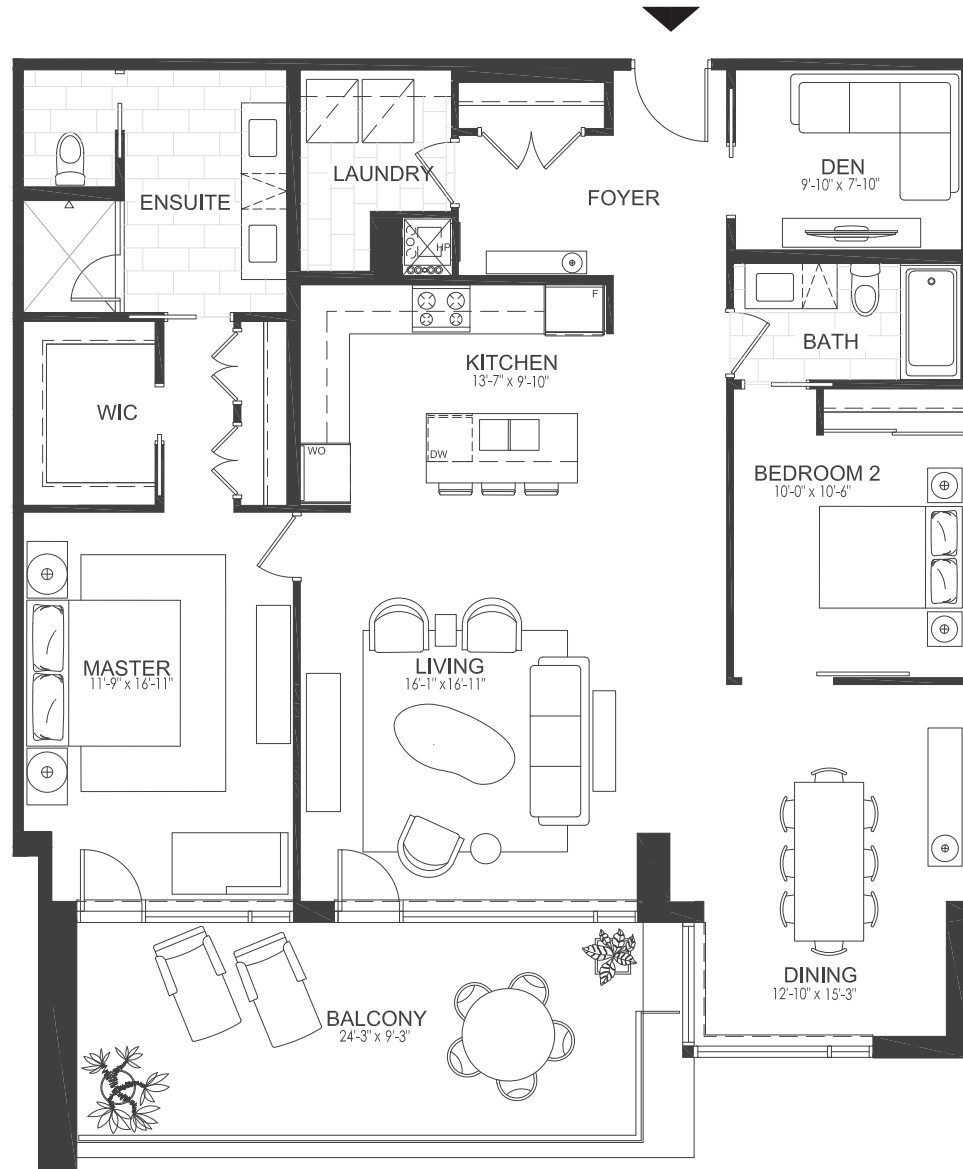 LAUNDRY
DEN
9'-10" x 7'-10"
ENSUITE
FOYER
HP
F
BATH
KITCHEN
13'-7" x 9'-10"
WIC
WO
DW
BEDROOM 2
10'-0" x 10'-6"
MASTER
11'-9" x 16'-11"
LIVING
16'-1" x 16'-11"
DINING
12'-10" x 15'-3"
BALCONY
24'-3" x 9'-3"